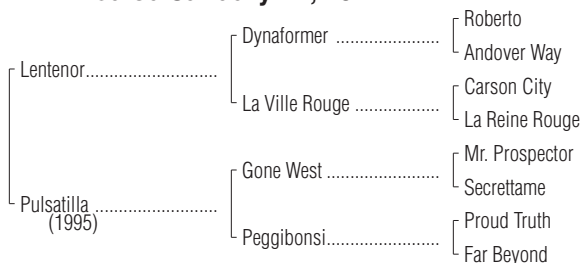 Roberto
Dynaformer ....................
Andover Way
Lentenor..........................
Carson City
La Ville Rouge ................
La Reine Rouge
Mr. Prospector
Gone West .....................
Secrettame
Pulsatilla ........................
(1995)
Proud Truth
Peggibonsi.....................
Far Beyond